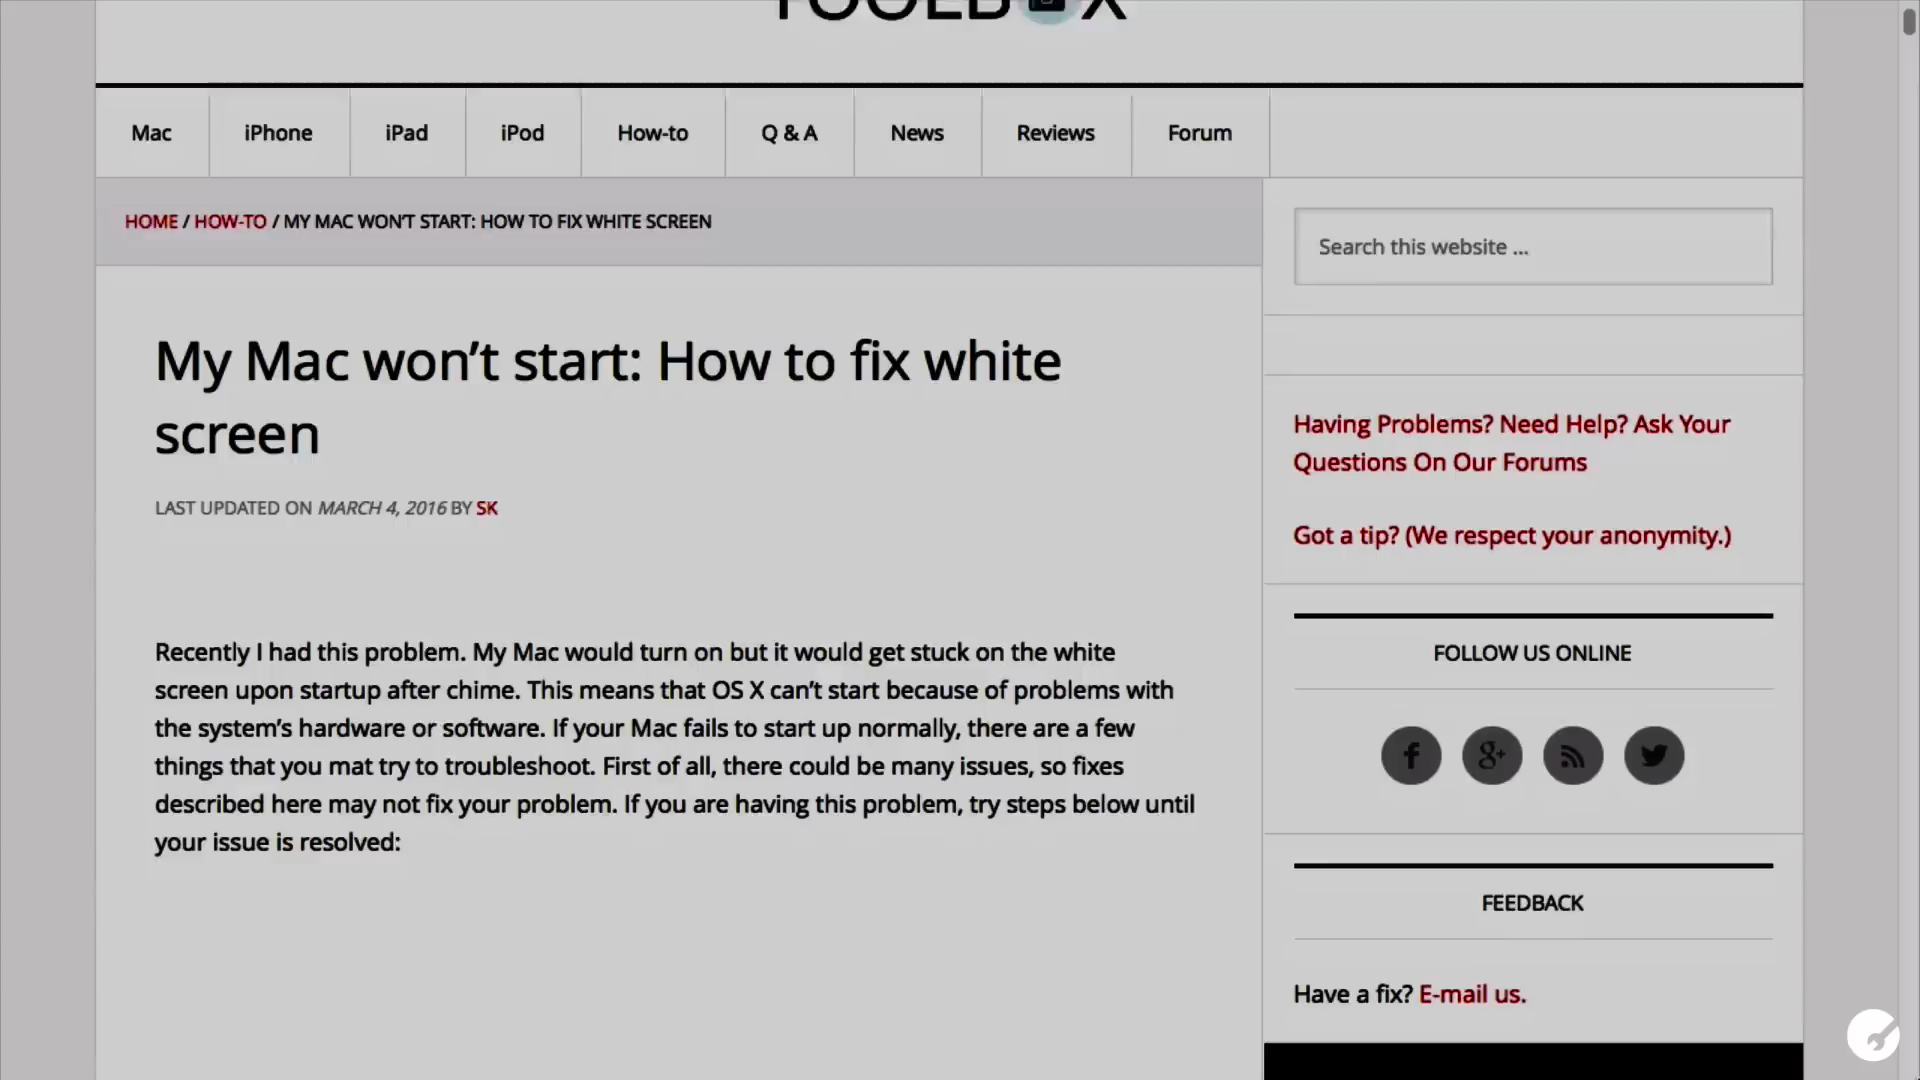 TOOLBOX
Mac
iPhone
iPad
iPod
How-to
Q & A
News
Reviews
Forum
HOME / HOW-TO / MY MAC WON'T START: HOW TO FIX WHITE SCREEN
Search this website ...
My Mac won’t start: How to fix white
screen
LAST UPDATED ON MARCH 4, 2016 BY SK
Recently I had this problem. My Mac would turn on but it would get stuck on the white
screen upon startup after chime. This means that OS X can’t start because of problems with
the system’s hardware or software. If your Mac fails to start up normally, there are a few
things that you mat try to troubleshoot. First of all, there could be many issues, so fixes
described here may not fix your problem. If you are having this problem, try steps below until
your issue is resolved:
Having Problems? Need Help? Ask Your
Questions On Our Forums
Got a tip? (We respect your anonymity.)
FOLLOW US ONLINE
FEEDBACK
Have a fix? E-mail us.